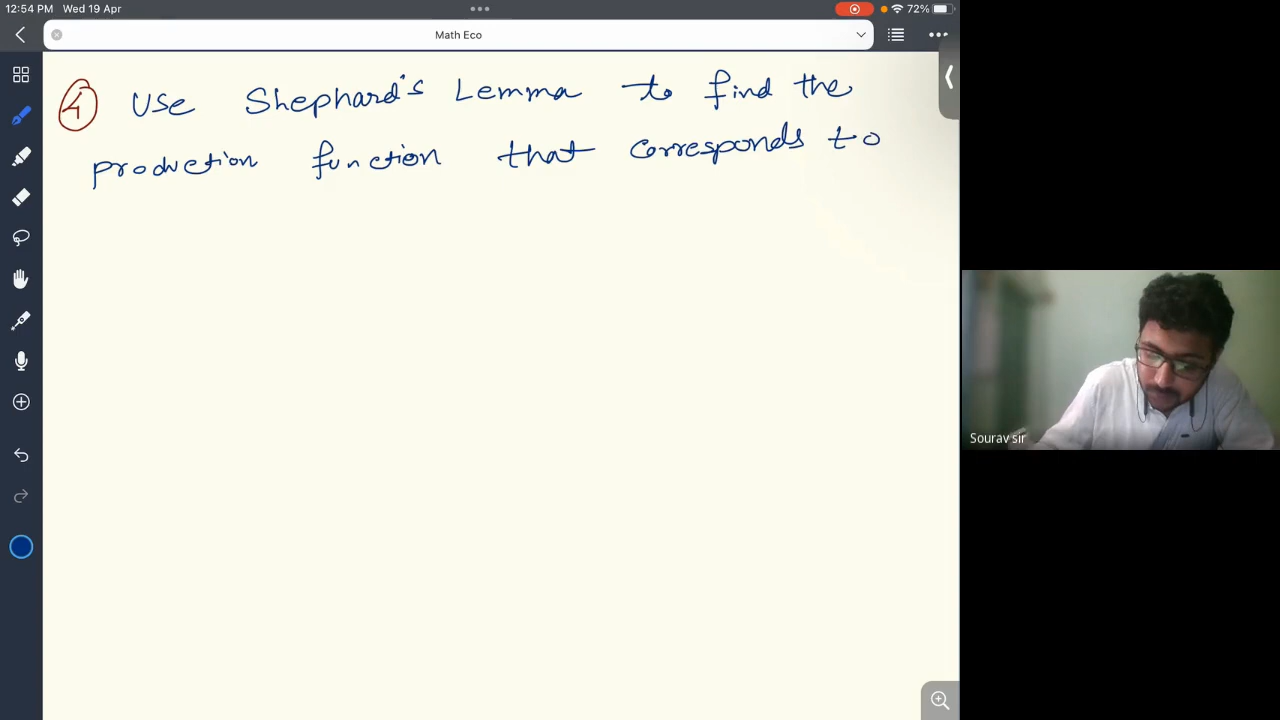 12:54 PM Wed 19 Apr
72%
Math Eco
4 Use Shephard's Lemma to find the
production function that corresponds to
Sourav sir